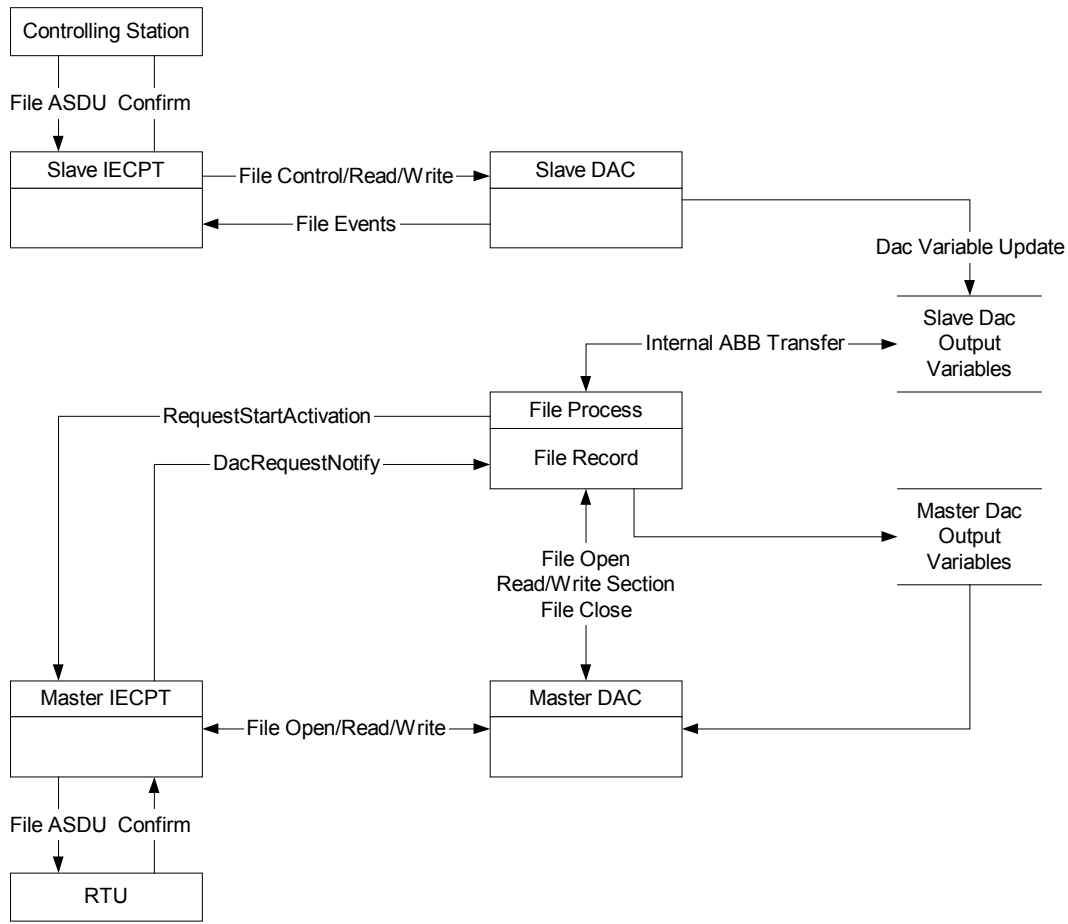 Controlling Station
File ASDU Confirm
Slave IECPT
File Control/Read/Write
Slave DAC
File Events
Dac Variable Update
Slave Dac
Output
Variables
Internal ABB Transfer
RequestStartActivation
File Process
DacRequestNotify
File Record
Master Dac
Output
Variables
File Open
Read/Write Section
File Close
Master IECPT
File Open/Read/Write
Master DAC
File ASDU Confirm
RTU